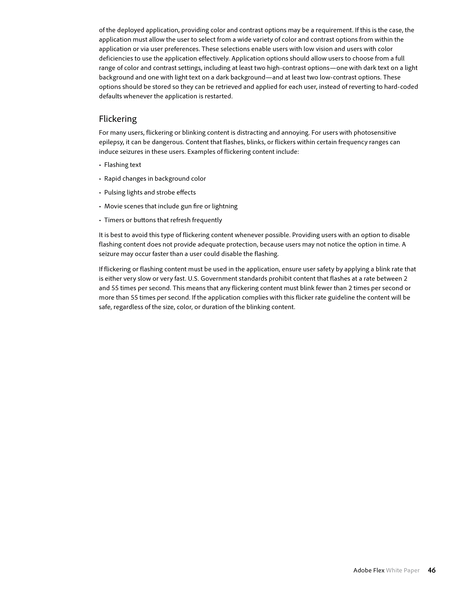 of the deployed application, providing color and contrast options may be a requirement. If this is the case, the
application must allow the user to select from a wide variety of color and contrast options from within the
application or via user preferences. These selections enable users with low vision and users with color
deficiencies to use the application effectively. Application options should allow users to choose from a full
range of color and contrast settings, including at least two high-contrast options—one with dark text on a light
background and one with light text on a dark background—and at least two low-contrast options. These
options should be stored so they can be retrieved and applied for each user, instead of reverting to hard-coded
defaults whenever the application is restarted.
Flickering
For many users, flickering or blinking content is distracting and annoying. For users with photosensitive
epilepsy, it can be dangerous. Content that flashes, blinks, or flickers within certain frequency ranges can
induce seizures in these users. Examples of flickering content include:
• Flashing text
• Rapid changes in background color
• Pulsing lights and strobe effects
• Movie scenes that include gun fire or lightning
• Timers or buttons that refresh frequently
It is best to avoid this type of flickering content whenever possible. Providing users with an option to disable
flashing content does not provide adequate protection, because users may not notice the option in time. A
seizure may occur faster than a user could disable the flashing.
If flickering or flashing content must be used in the application, ensure user safety by applying a blink rate that
is either very slow or very fast. U.S. Government standards prohibit content that flashes at a rate between 2
and 55 times per second. This means that any flickering content must blink fewer than 2 times per second or
more than 55 times per second. If the application complies with this flicker rate guideline the content will be
safe, regardless of the size, color, or duration of the blinking content.
Adobe Flex White Paper 46